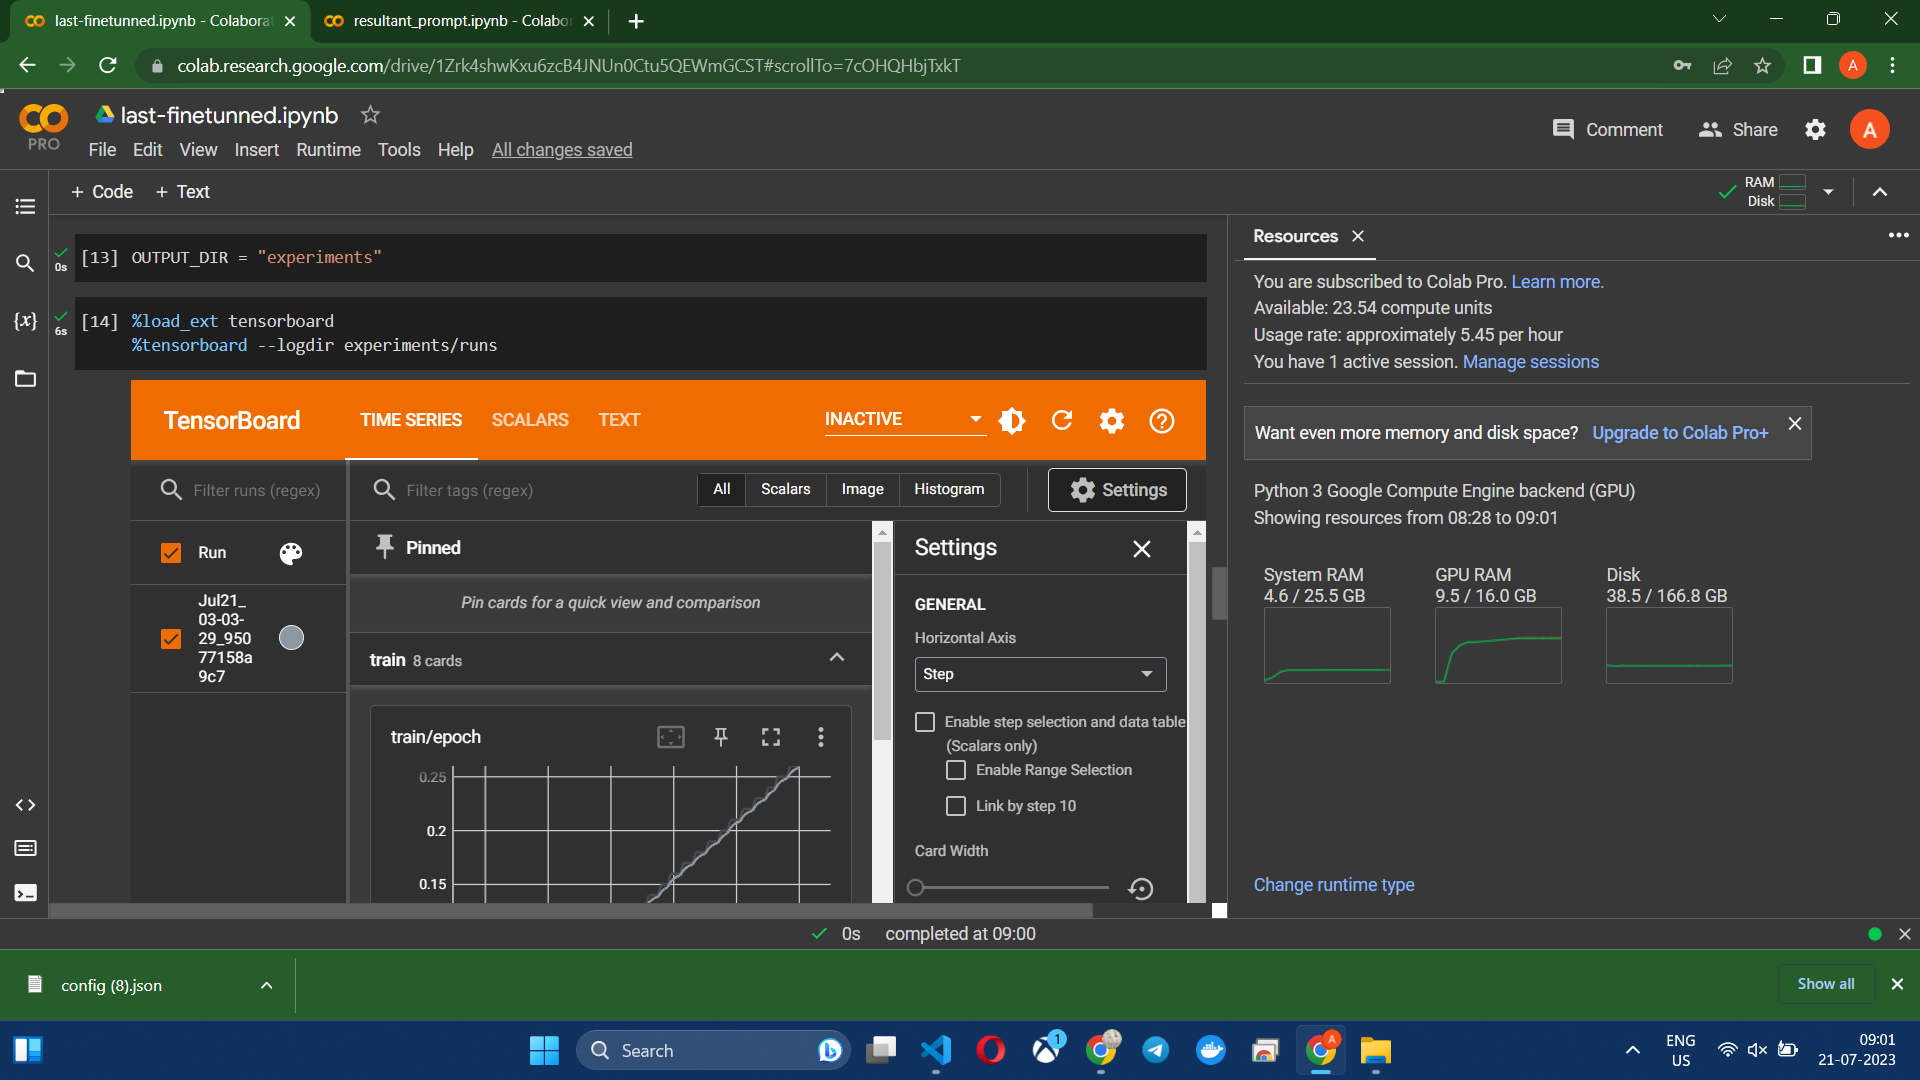 last-finetunned.ipynb - Colaborat
resultant_prompt.ipynb - Colabo
colab.research.google.com/drive/1Zrk4shwKxu6zcB4JNUn0Ctu5QEWmGCST#scrollTo=7cOHQHbjTxkT
A
PRO
last-finetunned.ipynb
File Edit View Insert Runtime Tools Help All changes saved
Comment
Share
A
+ Code + Text
RAM
Disk
0s
[13] OUTPUT_DIR = "experiments"
6s
[14] %load_ext tensorboard
%tensorboard --logdir experiments/runs
{x}
TensorBoard
TIME SERIES SCALARS TEXT
INACTIVE
Filter runs (regex)
Filter tags (regex)
All Scalars Image Histogram
Settings
Run
Jul21_
03-03-
29_950
77158a
9c7
Pinned
Pin cards for a quick view and comparison
train 8 cards
train/epoch
0.25
0.2
0.15
Settings
GENERAL
Horizontal Axis
Step
Enable step selection and data table
(Scalars only)
Enable Range Selection
Link by step 10
Card Width
Resources
You are subscribed to Colab Pro. Learn more.
Available: 23.54 compute units
Usage rate: approximately 5.45 per hour
You have 1 active session. Manage sessions
Want even more memory and disk space? Upgrade to Colab Pro+
Python 3 Google Compute Engine backend (GPU)
Showing resources from 08:28 to 09:01
System RAM
4.6 / 25.5 GB
GPU RAM
9.5 / 16.0 GB
Disk
38.5 / 166.8 GB
Change runtime type
0s completed at 09:00
config (8).json
Show all
Search
1
A
ENG
US
09:01
21-07-2023